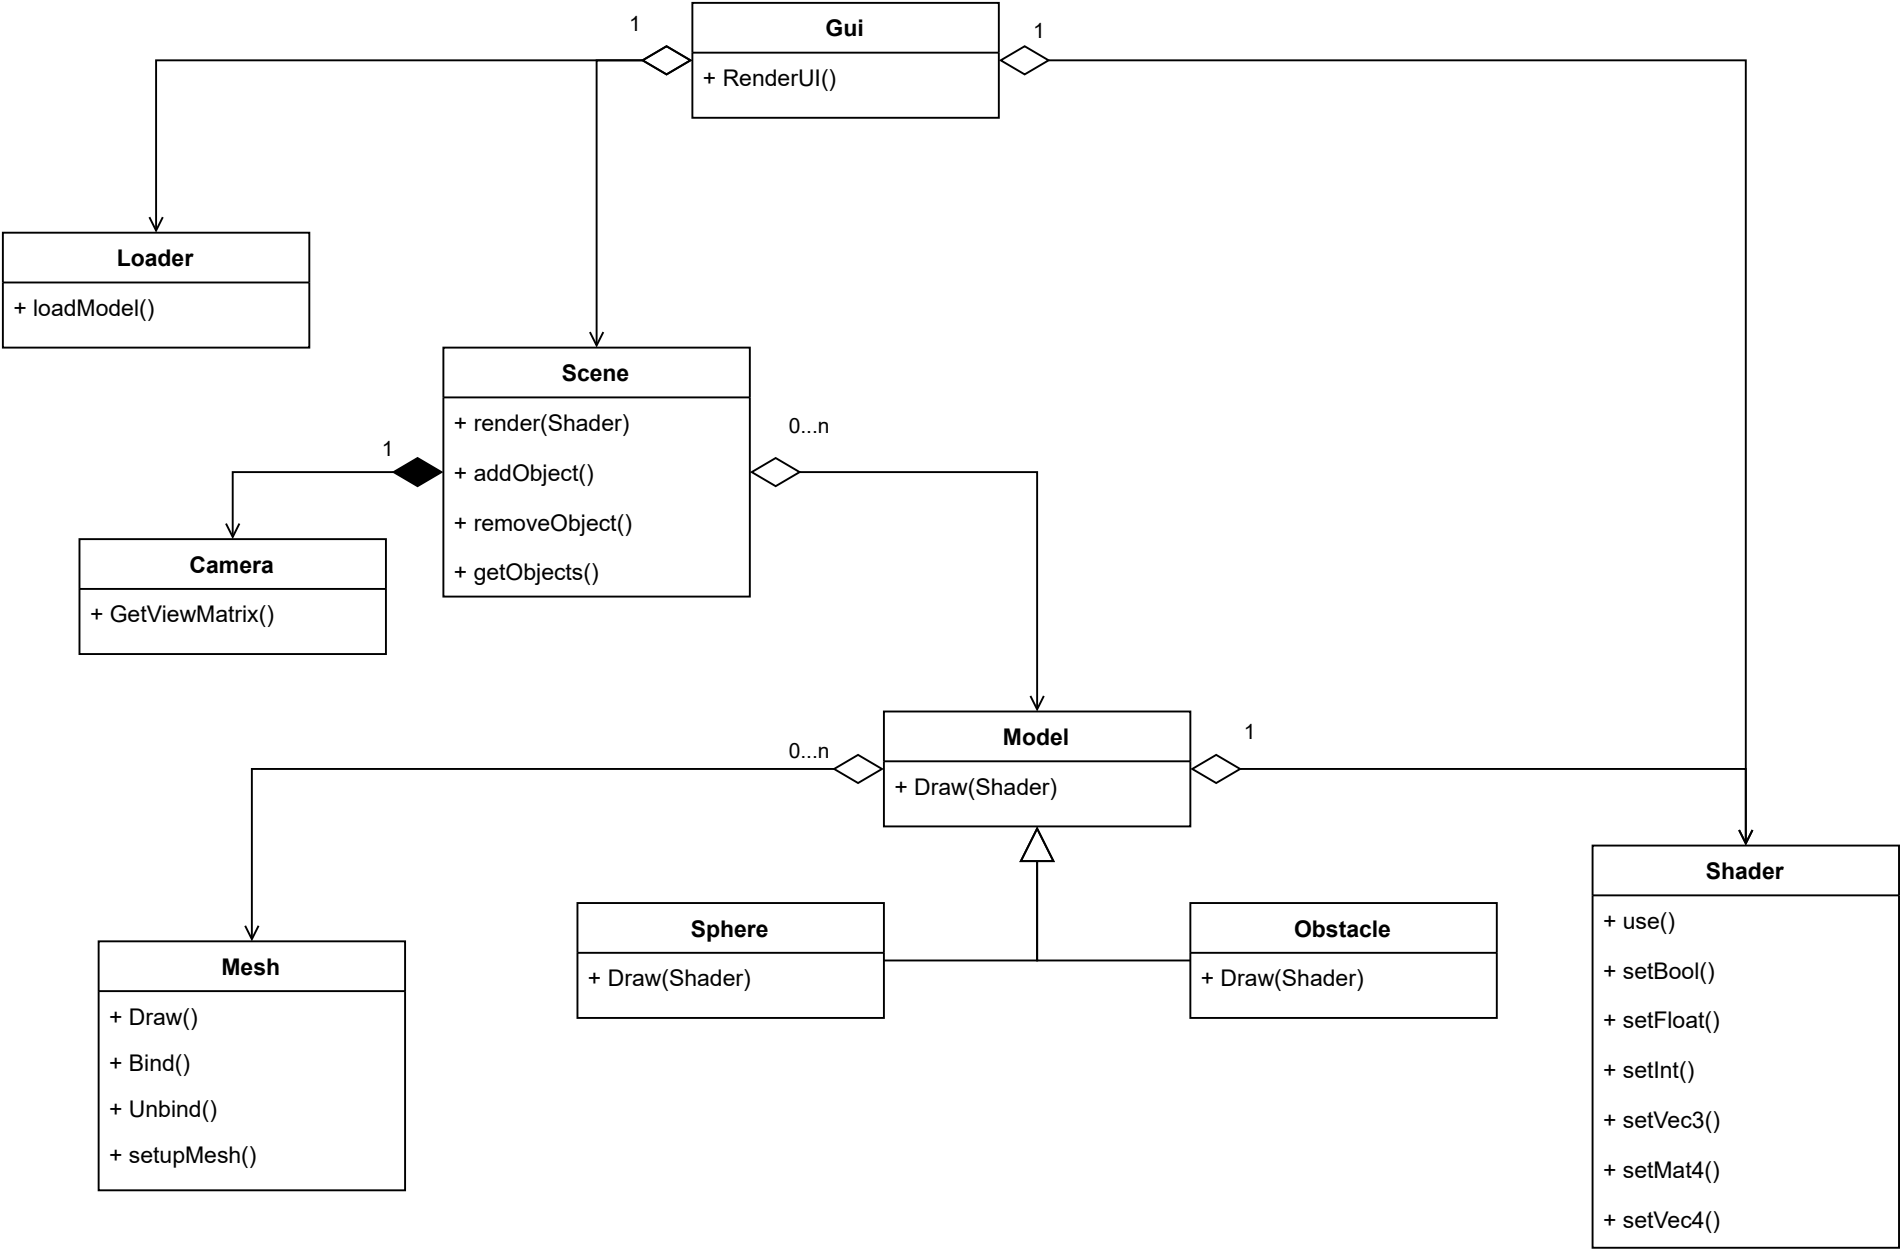 1
Gui
1
+ RenderUI()
Loader
+ loadModel()
Scene
+ render(Shader)
+ addObject()
+ removeObject()
+ getObjects()
0...n
1
Camera
+ GetViewMatrix()
Model
+ Draw(Shader)
0...n
1
Sphere
+ Draw(Shader)
Obstacle
+ Draw(Shader)
Mesh
+ Draw()
+ Bind()
+ Unbind()
+ setupMesh()
Shader
+ use()
+ setBool()
+ setFloat()
+ setInt()
+ setVec3()
+ setMat4()
+ setVec4()